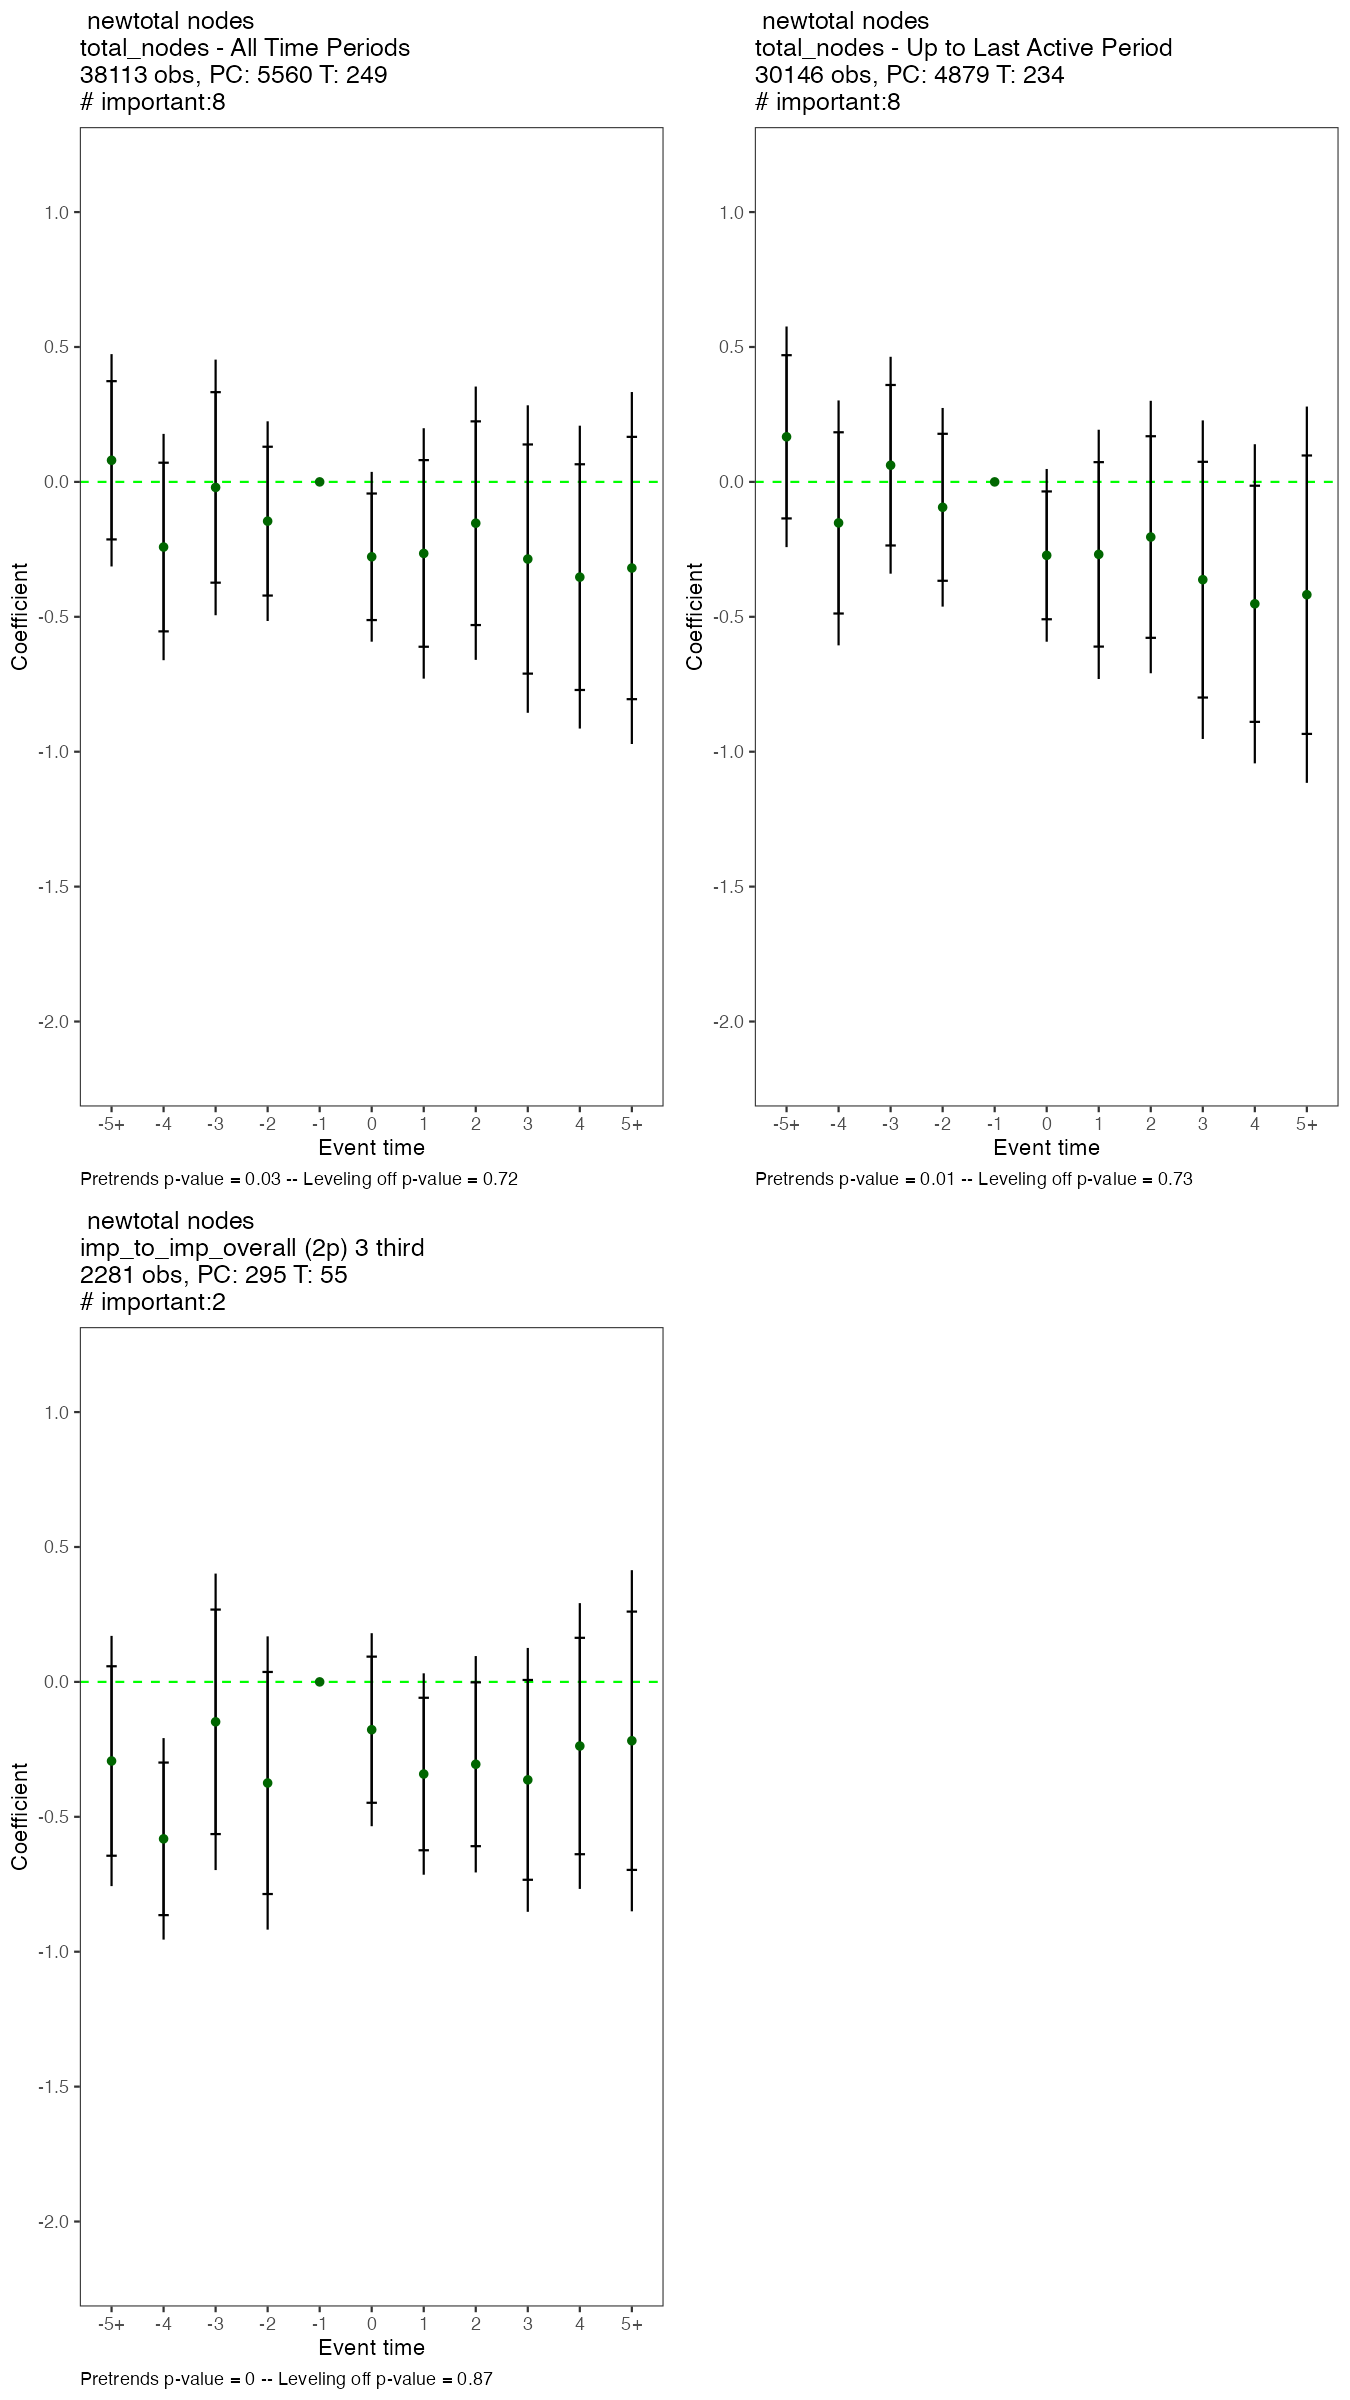 newtotal nodes
total_nodes - All Time Periods
38113 obs, PC: 5560 T: 249
# important:8
1.0
0.5
0.0
-0.5
-1.0
-1.5
-2.0
Coefficient
-5+ -4 -3 -2 -1 0 1 2 3 4 5+
Event time
Pretrends p-value = 0.03 -- Leveling off p-value = 0.72
newtotal nodes
total_nodes - Up to Last Active Period
30146 obs, PC: 4879 T: 234
# important:8
1.0
0.5
0.0
-0.5
-1.0
-1.5
-2.0
Coefficient
-5+ -4 -3 -2 -1 0 1 2 3 4 5+
Event time
Pretrends p-value = 0.01 -- Leveling off p-value = 0.73
newtotal nodes
imp_to_imp_overall (2p) 3 third
2281 obs, PC: 295 T: 55
# important:2
1.0
0.5
0.0
-0.5
-1.0
-1.5
-2.0
Coefficient
-5+ -4 -3 -2 -1 0 1 2 3 4 5+
Event time
Pretrends p-value = 0 -- Leveling off p-value = 0.87